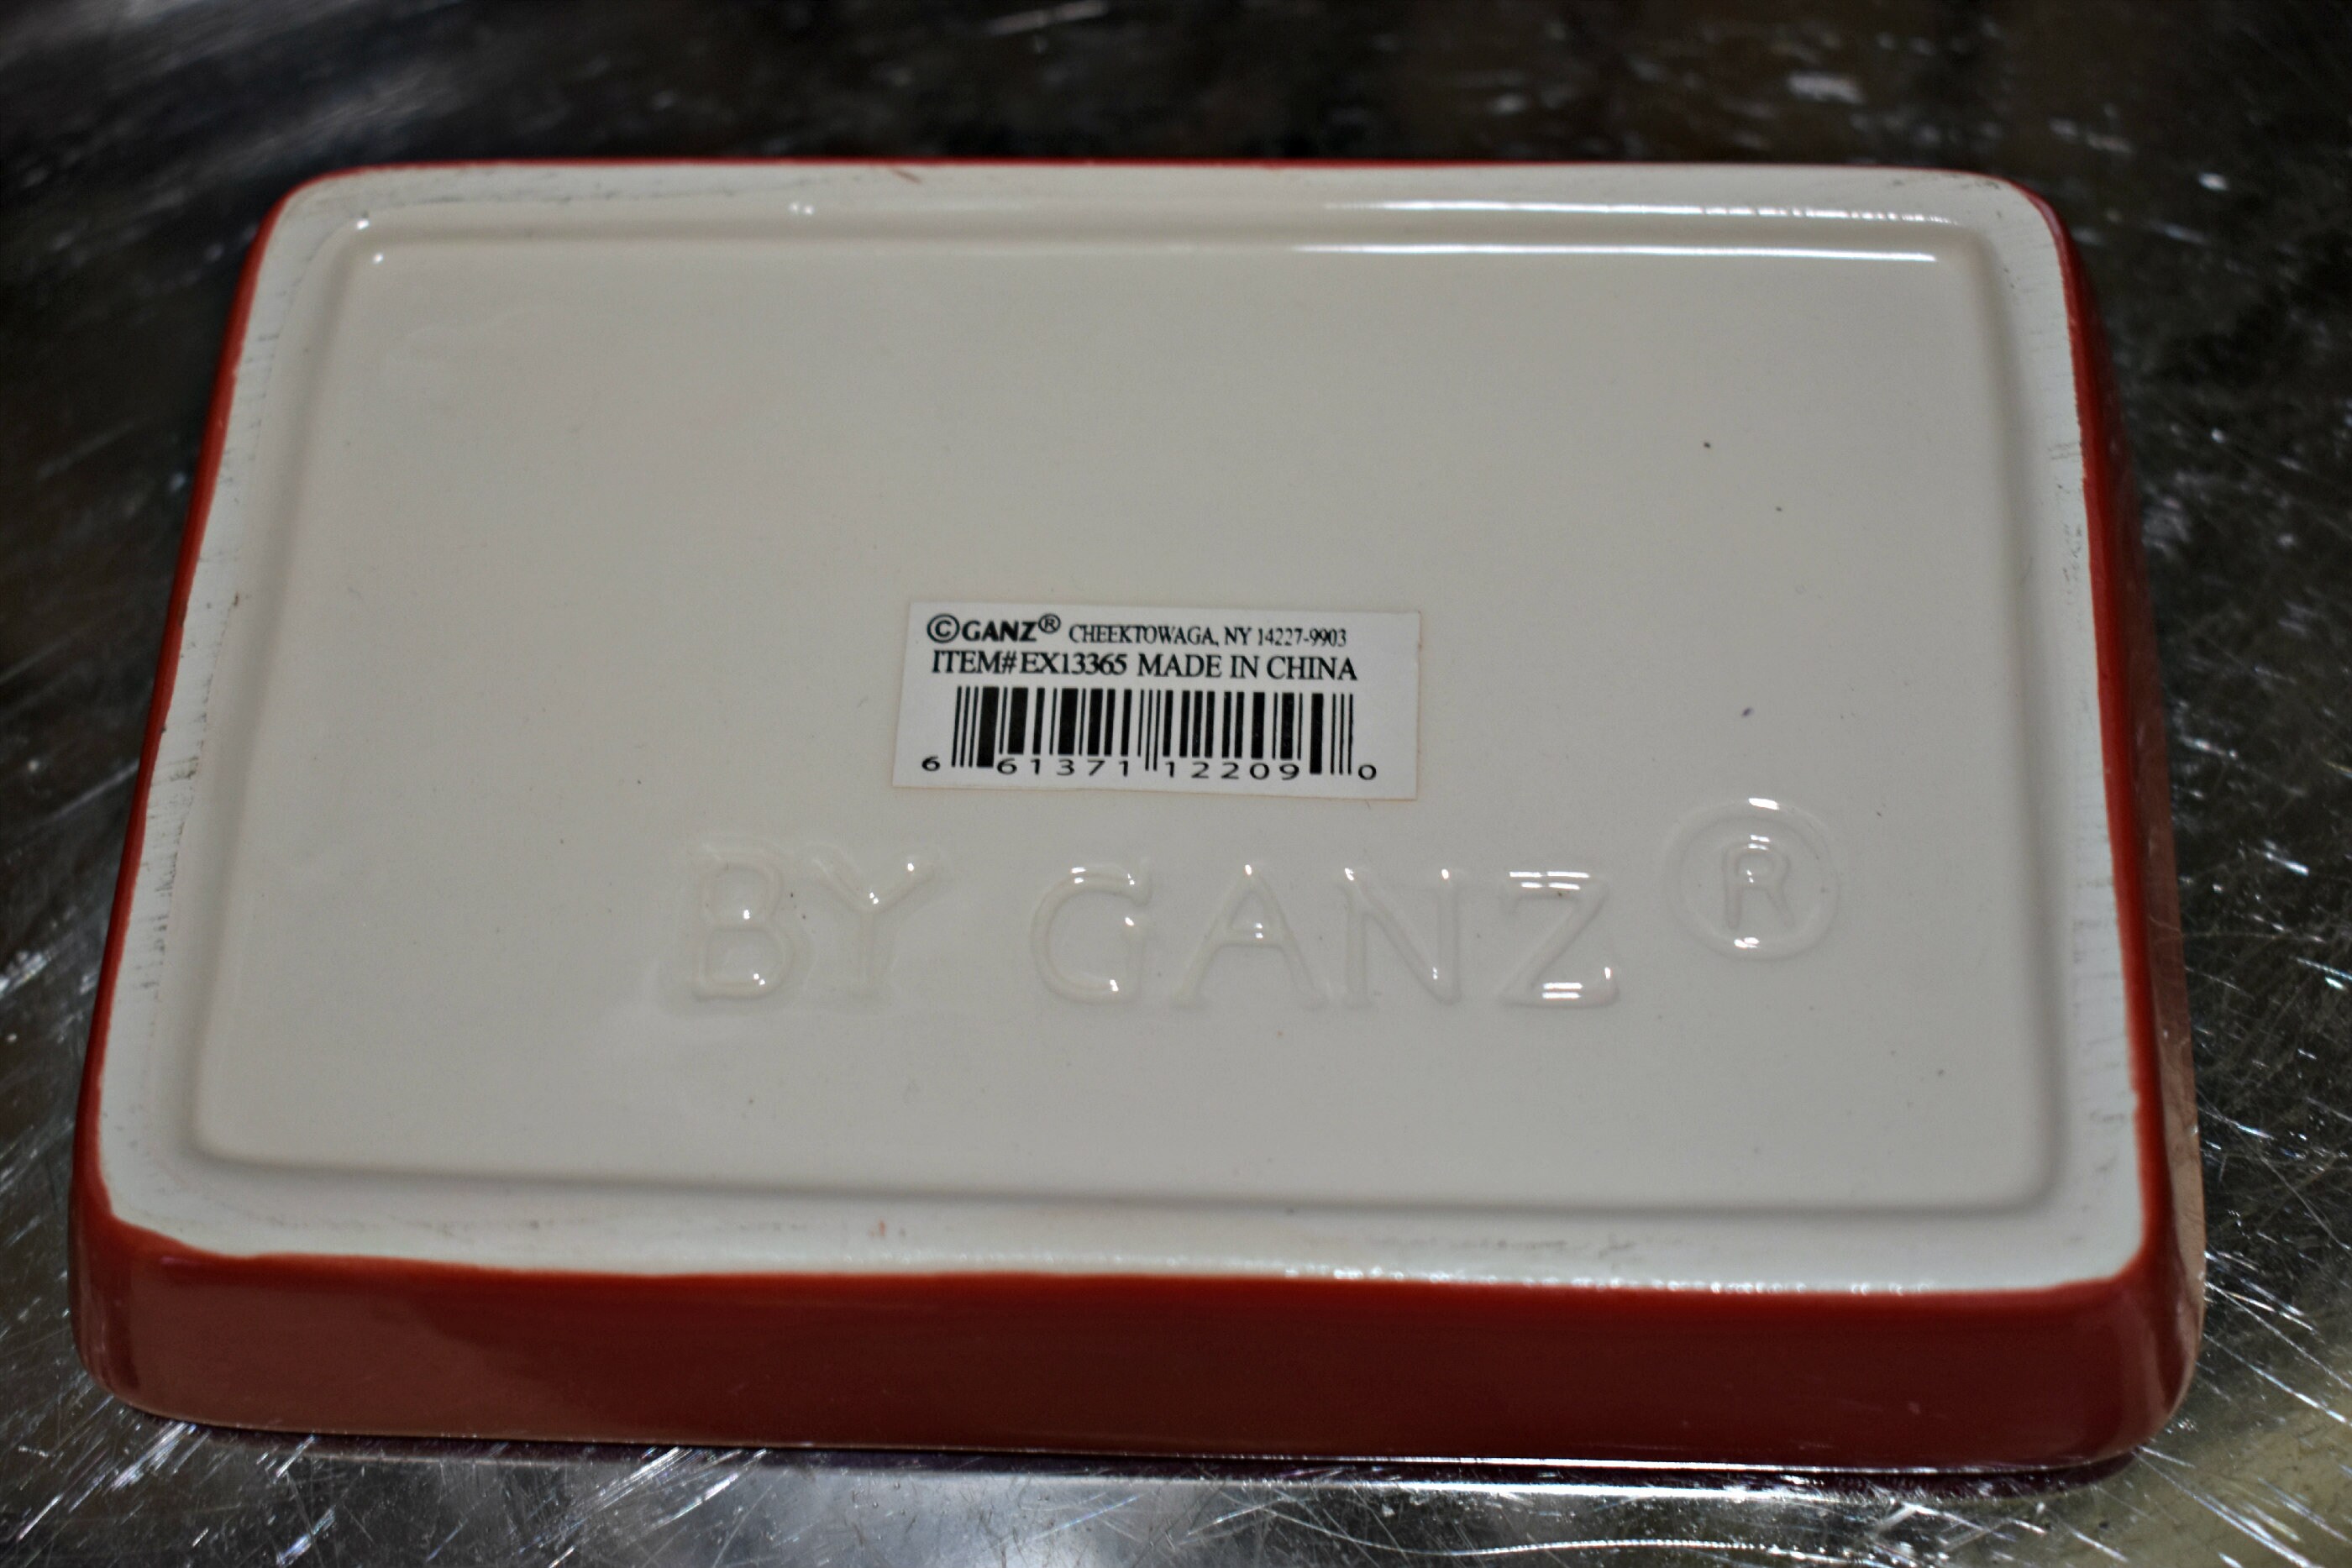 ©GANZ® CHEEKTOWAGA, NY 14227-9903
ITEM#EX13365 MADE IN CHINA
6 61371 12209 0
BY GANZ ®